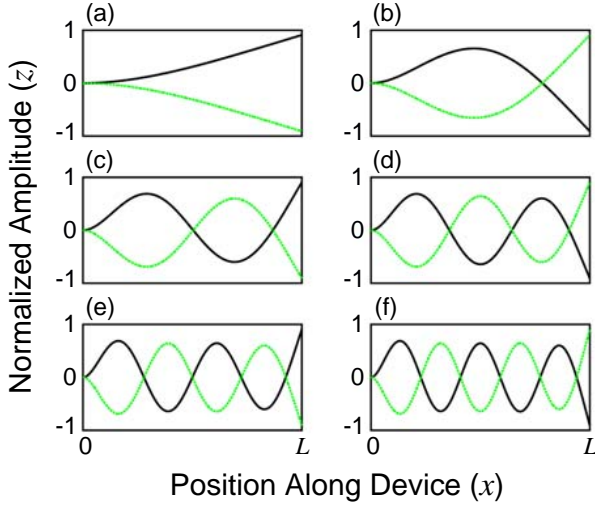 (a) (b)
1 1
0 0
-1 -1
(c) (d)
1 1
0 0
-1 -1
(e) (f)
1 1
0 0
-1 -1
0 L 0 L
Normalized Amplitude (z)
Position Along Device (x)